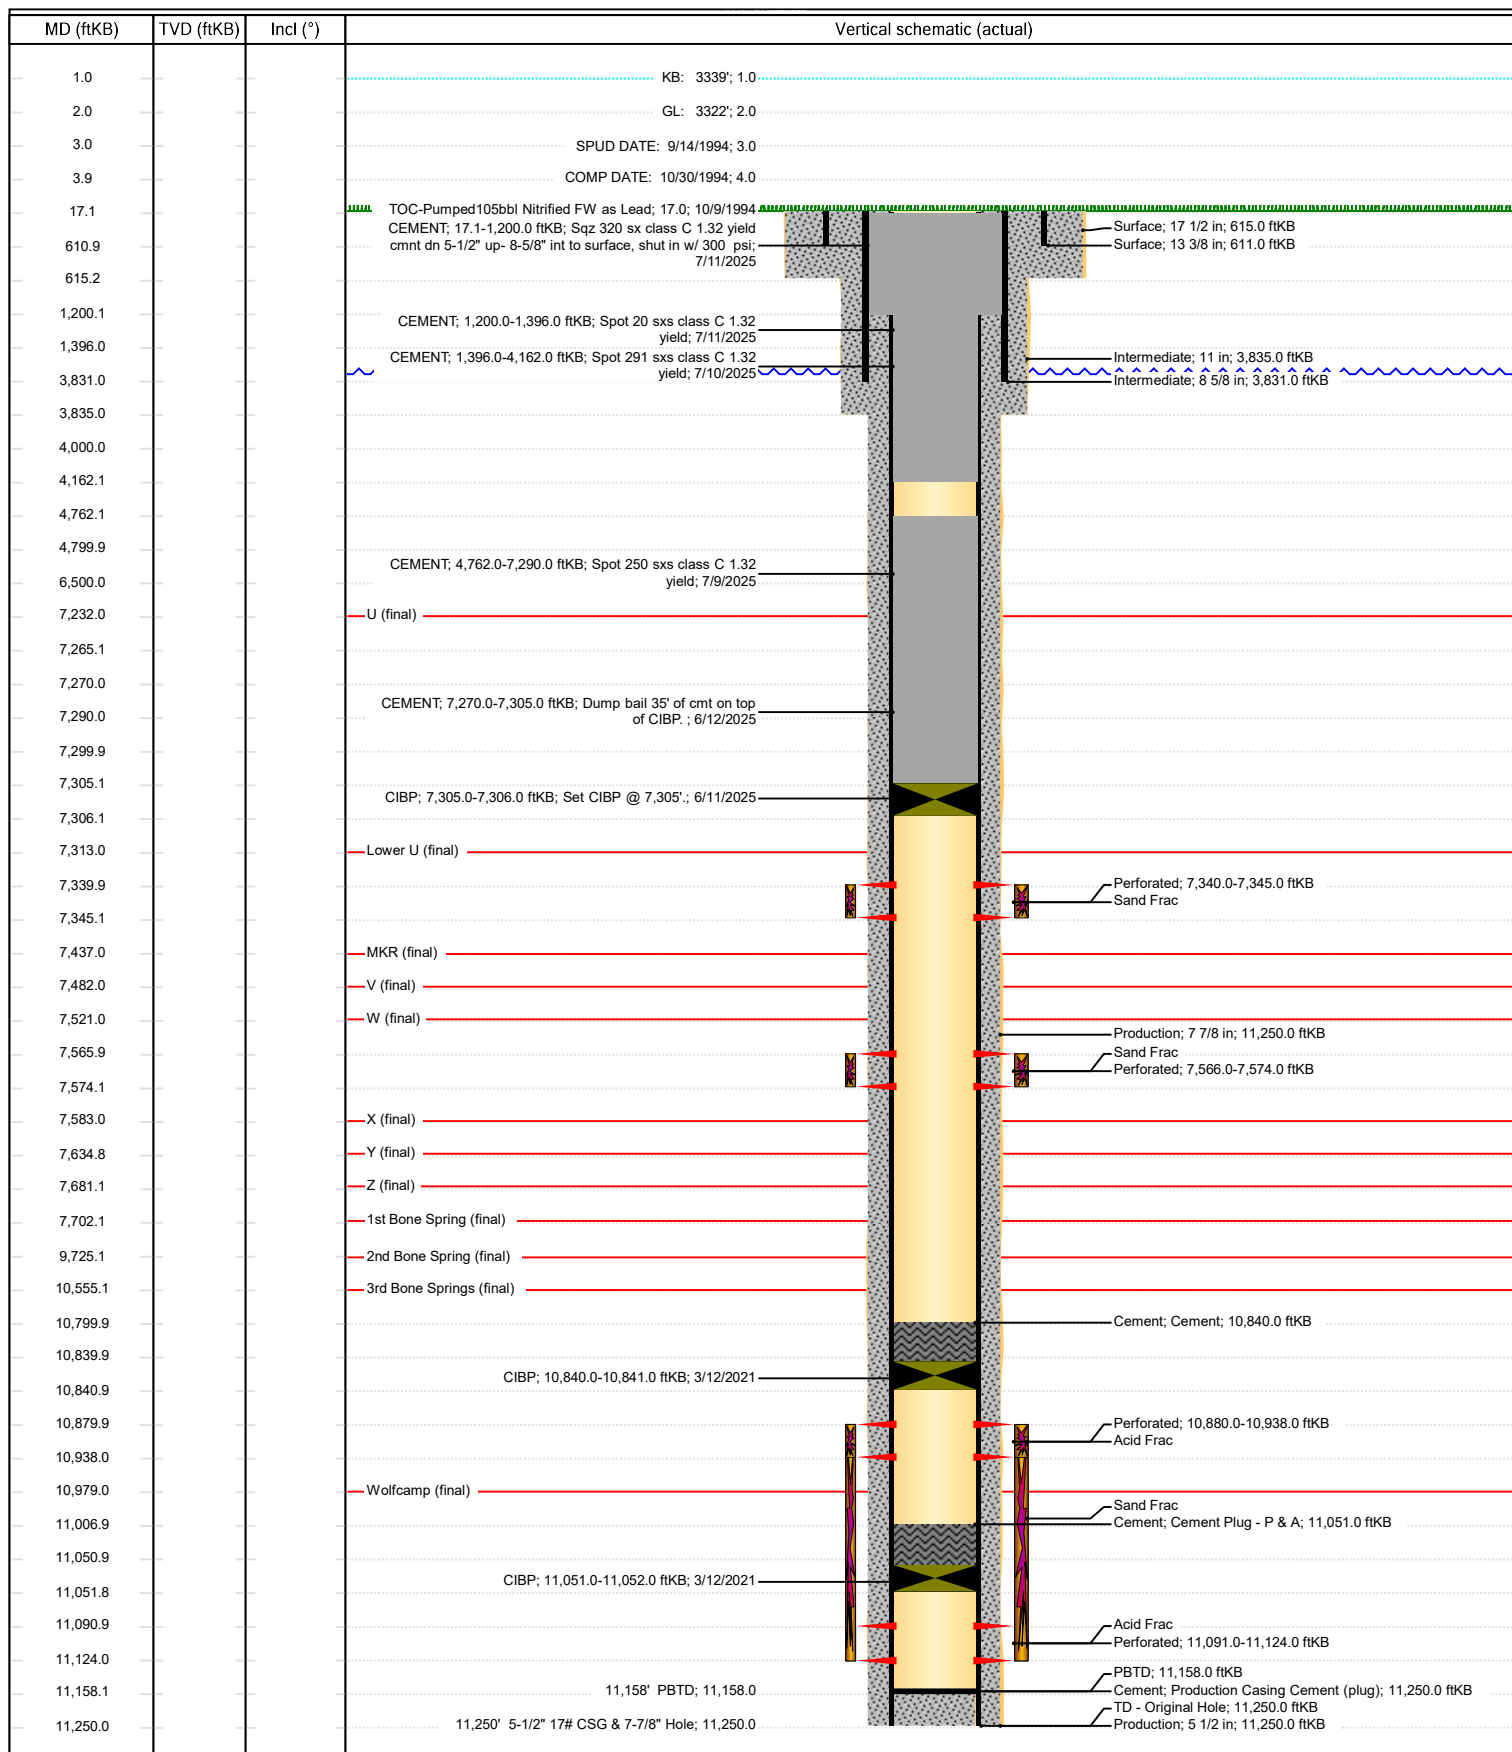 MD (ftKB) TVD (ftKB) Incl (°) Vertical schematic (actual)
1.0 KB: 3339'; 1.0
2.0 GL: 3322'; 2.0
3.0 SPUD DATE: 9/14/1994; 3.0
3.9 COMP DATE: 10/30/1994; 4.0
17.1 TOC-Pumped105bbl Nitrified FW as Lead; 17.0; 10/9/1994
CEMENT; 17.1-1,200.0 ftKB; Sqz 320 sx class C 1.32 yield Surface; 17 1/2 in; 615.0 ftKB
610.9 cmnt dn 5-1/2" up- 8-5/8" int to surface, shut in w/ 300 psi; Surface; 13 3/8 in; 611.0 ftKB
7/11/2025
615.2
1,200.1
CEMENT; 1,200.0-1,396.0 ftKB; Spot 20 sxs class C 1.32
yield; 7/11/2025
1,396.0
CEMENT; 1,396.0-4,162.0 ftKB; Spot 291 sxs class C 1.32 Intermediate; 11 in; 3,835.0 ftKB
yield; 7/10/2025
3,831.0 Intermediate; 8 5/8 in; 3,831.0 ftKB
3,835.0
4,000.0
4,162.1
4,762.1
4,799.9
CEMENT; 4,762.0-7,290.0 ftKB; Spot 250 sxs class C 1.32
6,500.0 yield; 7/9/2025
7,232.0 U (final)
7,265.1
7,270.0
CEMENT; 7,270.0-7,305.0 ftKB; Dump bail 35' of cmt on top
7,290.0 of CIBP. ; 6/12/2025
7,299.9
7,305.1
CIBP; 7,305.0-7,306.0 ftKB; Set CIBP @ 7,305'.; 6/11/2025
7,306.1
7,313.0 Lower U (final)
7,339.9 Perforated; 7,340.0-7,345.0 ftKB
Sand Frac
7,345.1
7,437.0 MKR (final)
7,482.0 V (final)
7,521.0 W (final)
Production; 7 7/8 in; 11,250.0 ftKB
7,565.9 Sand Frac
Perforated; 7,566.0-7,574.0 ftKB
7,574.1
7,583.0 X (final)
7,634.8 Y (final)
7,681.1 Z (final)
7,702.1 1st Bone Spring (final)
9,725.1 2nd Bone Spring (final)
10,555.1 3rd Bone Springs (final)
10,799.9 Cement; Cement; 10,840.0 ftKB
10,839.9
CIBP; 10,840.0-10,841.0 ftKB; 3/12/2021
10,840.9
10,879.9 Perforated; 10,880.0-10,938.0 ftKB
Acid Frac
10,938.0
10,979.0 Wolfcamp (final)
Sand Frac
11,006.9 Cement; Cement Plug - P & A; 11,051.0 ftKB
11,050.9
CIBP; 11,051.0-11,052.0 ftKB; 3/12/2021
11,051.8
11,090.9 Acid Frac
Perforated; 11,091.0-11,124.0 ftKB
11,124.0
PBTD; 11,158.0 ftKB
11,158.1 11,158' PBTD; 11,158.0 Cement; Production Casing Cement (plug); 11,250.0 ftKB
TD - Original Hole; 11,250.0 ftKB
11,250.0 11,250' 5-1/2" 17# CSG & 7-7/8" Hole; 11,250.0 Production; 5 1/2 in; 11,250.0 ftKB